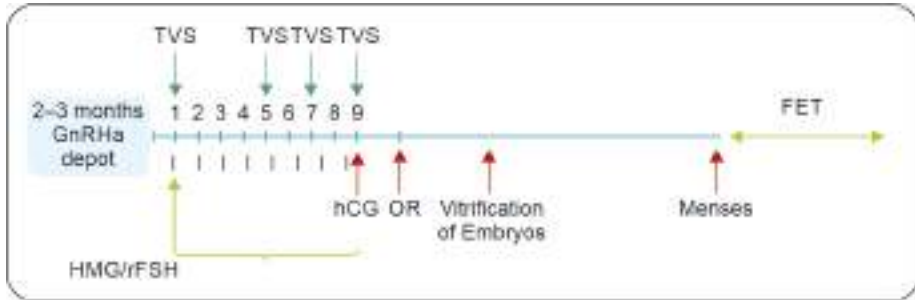 TVS TVS TVS TVS
2–3 months
GnRHa
depot
1 2 3 4 5 6 7 8 9
FET
hCG OR Vitrification
of Embryos
Menses
HMG/rFSH